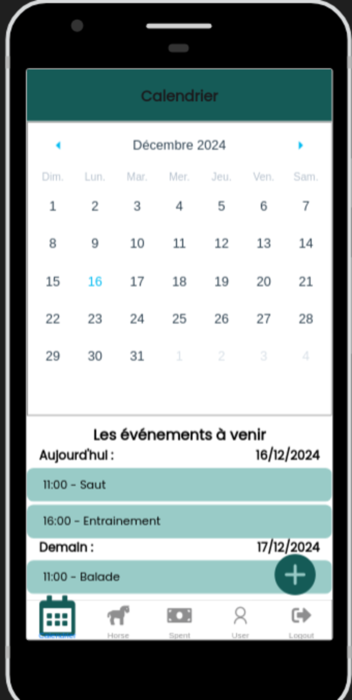 Calendrier
Décembre 2024
Dim. Lun. Mar. Mer. Jeu. Ven. Sam.
1 2 3 4 5 6 7
8 9 10 11 12 13 14
15 16 17 18 19 20 21
22 23 24 25 26 27 28
29 30 31 1 2 3 4
Les événements à venir
Aujourd'hui : 16/12/2024
11:00 - Saut
16:00 - Entrainement
Demain : 17/12/2024
11:00 - Balade
+
Horse Spent User Logout